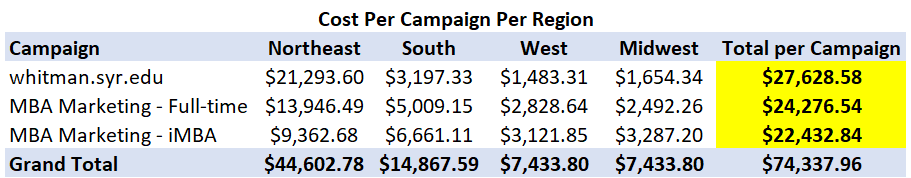 Cost Per Campaign Per Region
Campaign Northeast South West Midwest Total per Campaign
whitman.syr.edu $21,293.60 $3,197.33 $1,483.31 $1,654.34 $27,628.58
MBA Marketing - Full-time $13,946.49 $5,009.15 $2,828.64 $2,492.26 $24,276.54
MBA Marketing - iMBA $9,362.68 $6,661.11 $3,121.85 $3,287.20 $22,432.84
Grand Total $44,602.78 $14,867.59 $7,433.80 $7,433.80 $74,337.96